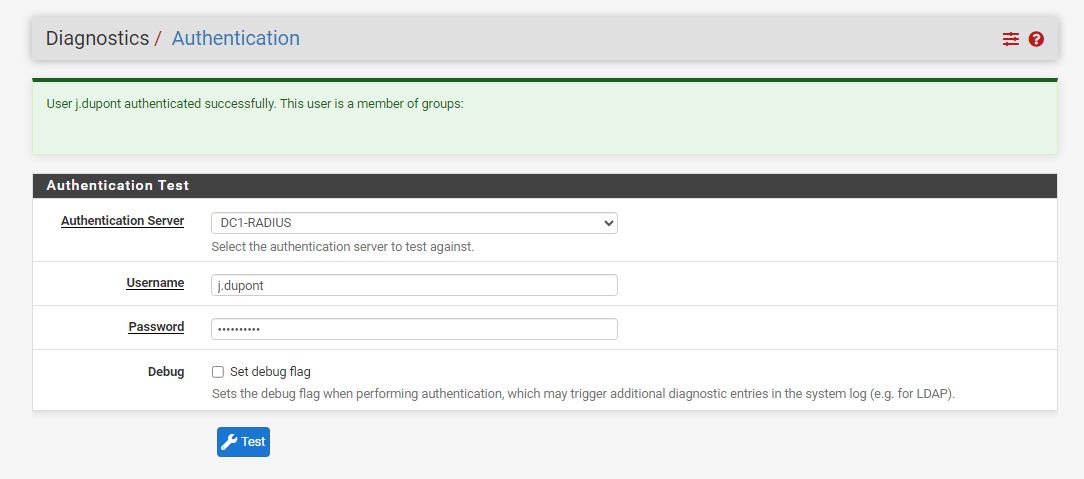 Diagnostics / Authentication
User j.dupont authenticated successfully. This user is a member of groups:
Authentication Test
Authentication Server
DC1-RADIUS
Select the authentication server to test against.
Username
j.dupont
Password
••••••••••
Debug
Set debug flag
Sets the debug flag when performing authentication, which may trigger additional diagnostic entries in the system log (e.g. for LDAP).
Test